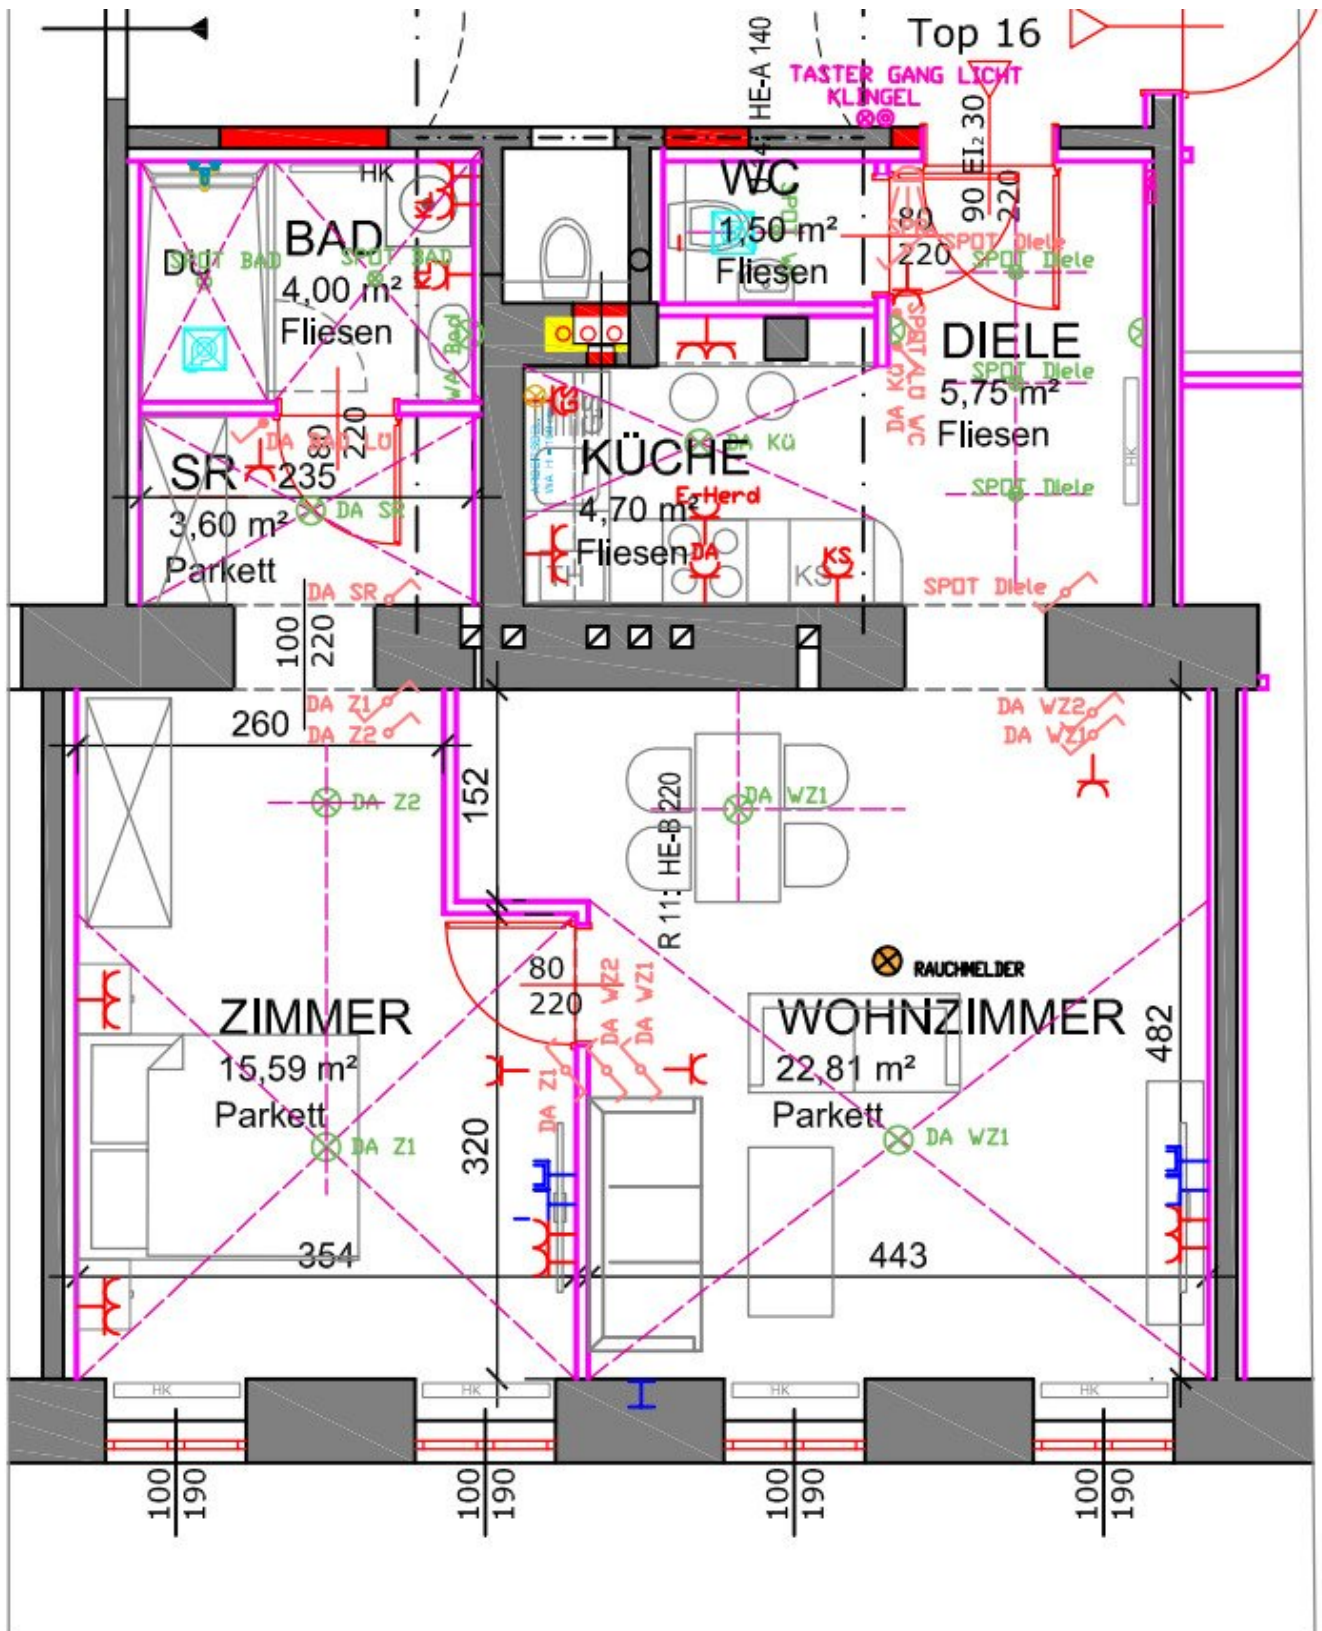 Top 16
HE-A 140
TASTER GANG LICHT
KLINGEL
90 EI₂ 30
220
HK
BAD
4,00 m²
Fliesen
DU
SPOT BAD
SPOT BAD
WA Bad
WC
1,50 m²
Fliesen
80
220
SPOT Diele
SPOT Diele
DIELE
5,75 m²
Fliesen
SPOT Diele
SPOT Diele
SPOT Diele
HK
DA Kü
KÜCHE
4,70 m²
Fliesen
DA Kü
E-Herd
DA
KS
KS
TH
GS
DA BAD LÜ
80
220
SR
235
3,60 m²
Parkett
DA SR
DA SR
100
220
DA Z1
DA Z2
260
152
DA Z2
DA WZ2
DA WZ1
DA WZ1
R 11: HE-B 220
RAUCHMELDER
80
220
DA WZ2
DA WZ1
DA Z1
ZIMMER
15,59 m²
Parkett
DA Z1
WOHNZIMMER
22,81 m²
Parkett
DA WZ1
482
320
354
443
HK
HK
HK
HK
100
190
100
190
100
190
100
190